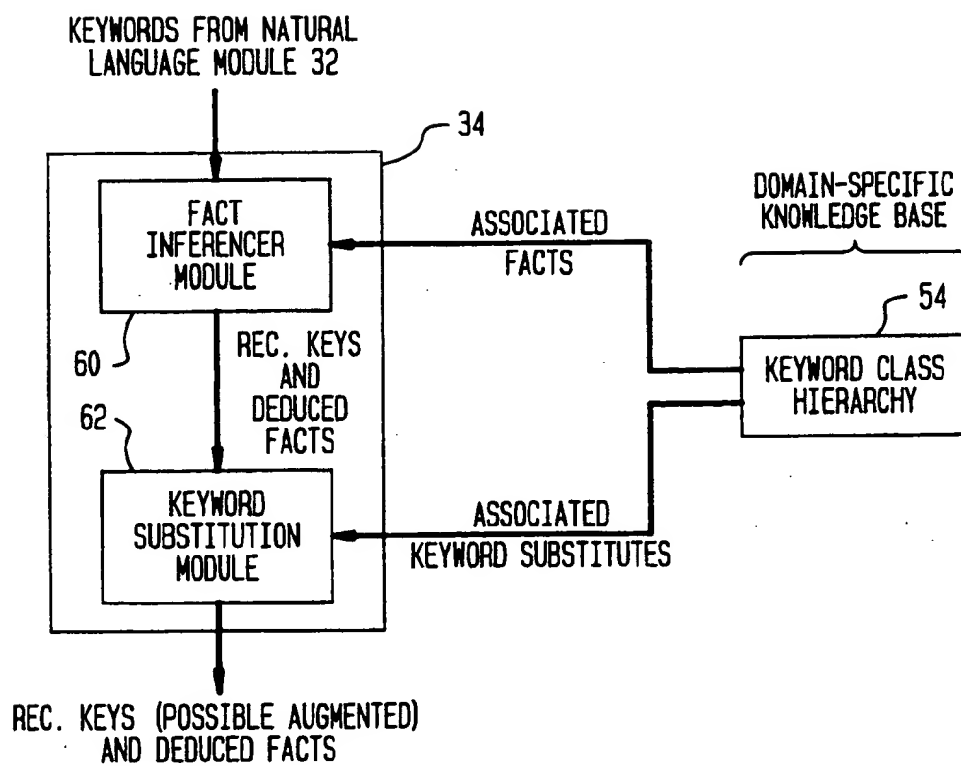 KEYWORDS FROM NATURAL
LANGUAGE MODULE 32
34
FACT
INFERENCER
MODULE
60
ASSOCIATED
FACTS
DOMAIN-SPECIFIC
KNOWLEDGE BASE
54
KEYWORD CLASS
HIERARCHY
REC. KEYS
AND
DEDUCED
FACTS
62
KEYWORD
SUBSTITUTION
MODULE
ASSOCIATED
KEYWORD SUBSTITUTES
REC. KEYS (POSSIBLE AUGMENTED)
AND DEDUCED FACTS